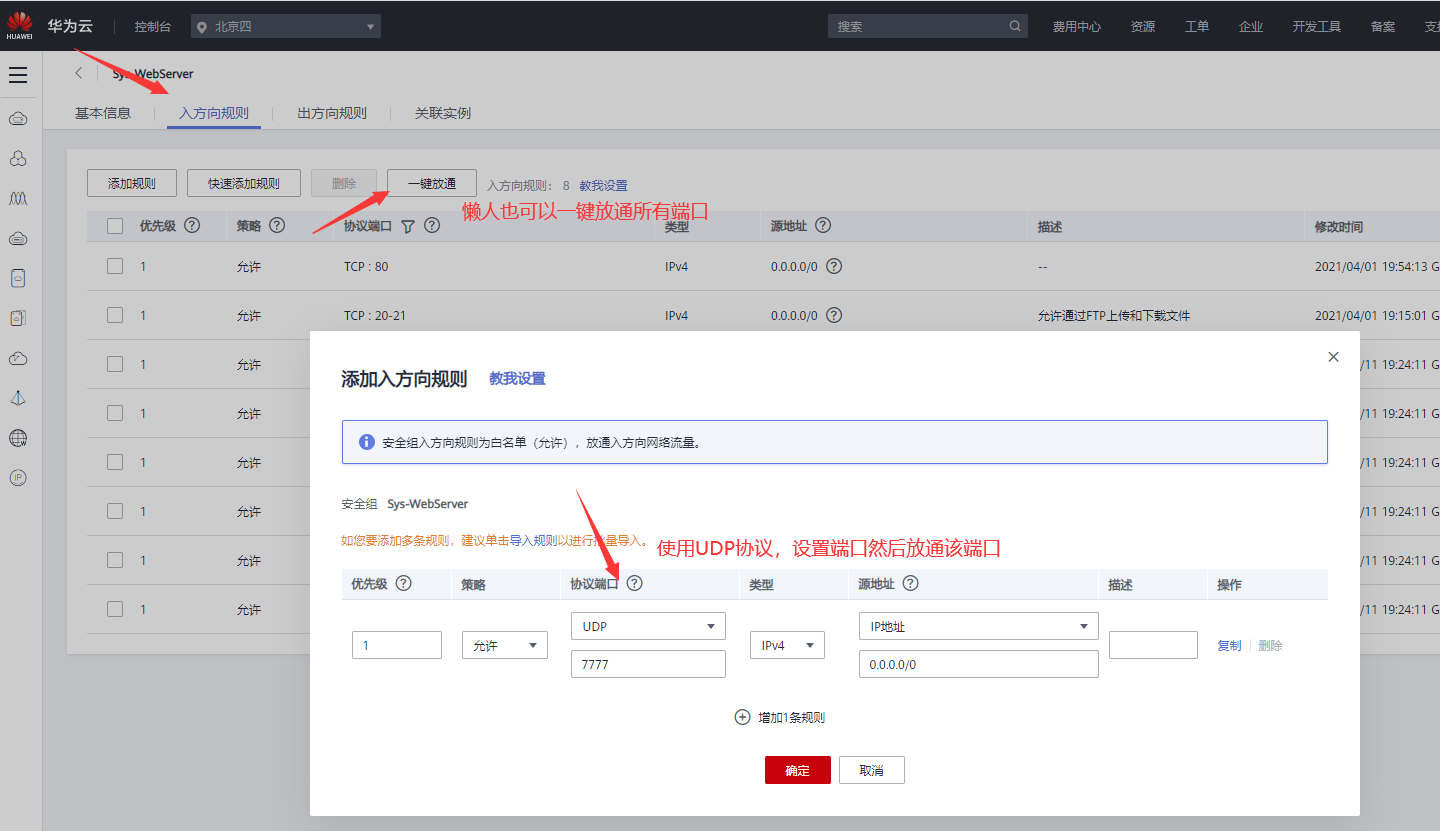 HUAWEI 华为云 控制台 北京四 搜索 费用中心 资源 工单 企业 开发工具 备案
Sys-WebServer
基本信息 入方向规则 出方向规则 关联实例
添加规则 快速添加规则 删除 一键放通 入方向规则： 8 教我设置
懒人也可以一键放通所有端口
优先级 策略 协议端口 类型 源地址 描述 修改时间
1 允许 TCP : 80 IPv4 0.0.0.0/0 -- 2021/04/01 19:54:13 G
1 允许 TCP : 20-21 IPv4 0.0.0.0/0 允许通过FTP上传和下载文件 2021/04/01 19:15:01 G
1 允许 /11 19:24:11 G
1 允许 /11 19:24:11 G
1 允许 /11 19:24:11 G
1 允许 /11 19:24:11 G
1 允许 /11 19:24:11 G
1 允许 /11 19:24:11 G
添加入方向规则 教我设置
安全组入方向规则为白名单（允许），放通入方向网络流量。
安全组 Sys-WebServer
如您要添加多条规则，建议单击导入规则以进行批量导入。
使用UDP协议，设置端口然后放通该端口
优先级 策略 协议端口 类型 源地址 描述 操作
UDP IP地址
1 允许 IPv4 复制 删除
7777 0.0.0.0/0
增加1条规则
确定 取消
IP